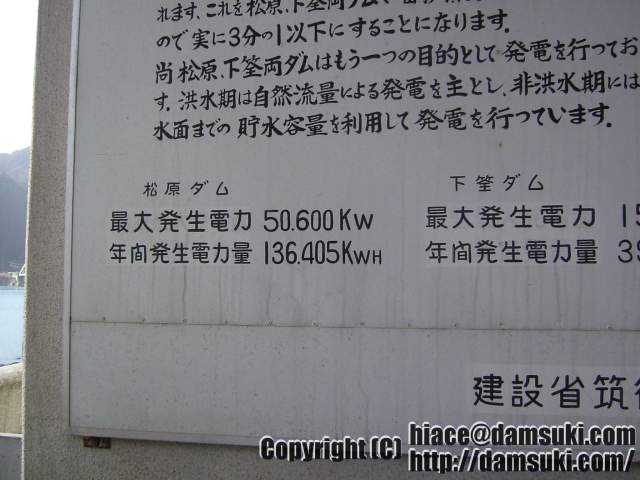 れます。これを松原、下筌両ダムで
ので実に3分の1以下にすることになります。
尚松原、下筌両ダムはもう一つの目的として発電を行ってお
す。洪水期は自然流量による発電を主とし、非洪水期には
水面までの貯水容量を利用して発電を行っています。
松原ダム
最大発生電力 50.600KW
年間発生電力量 136.405KWH
下筌ダム
最大発生電力 15
年間発生電力量 39
建設省筑後
Copyright (C) hiace@damsuki.com
http://damsuki.com/